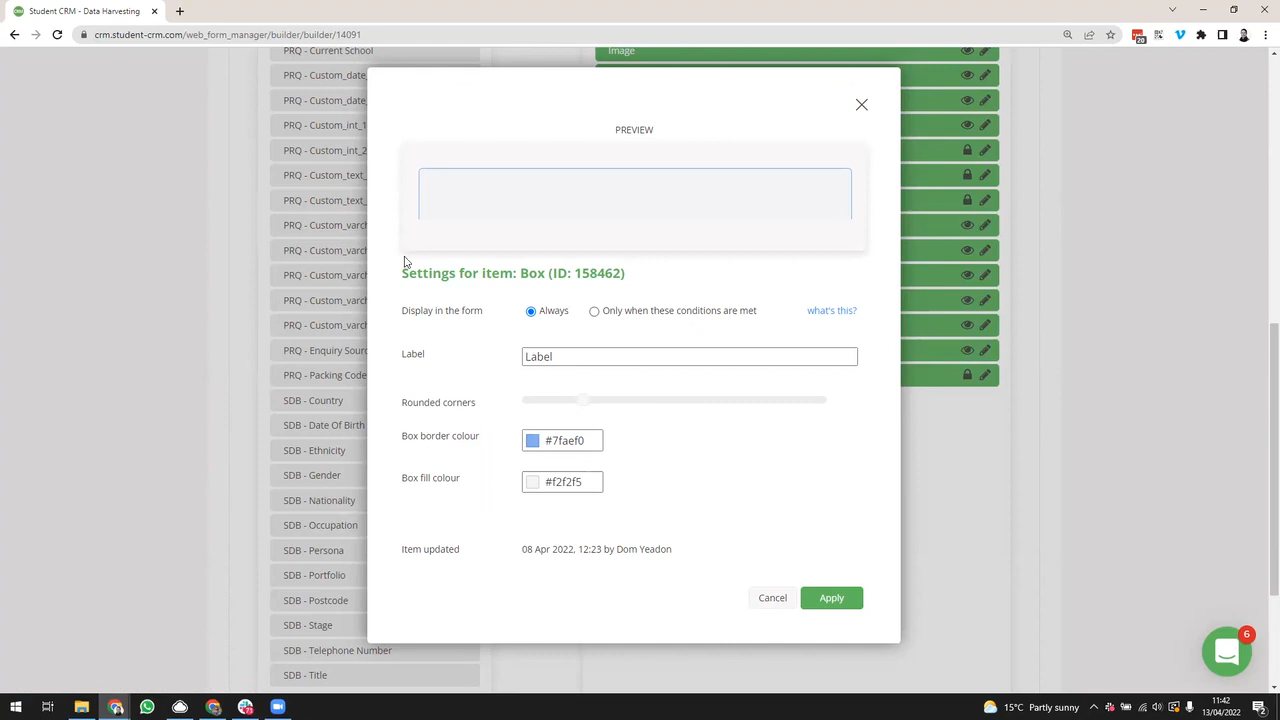 Student CRM - Data Harvesting
crm.student-crm.com/web_form_manager/builder/builder/14091
20
PRQ - Current School
PRQ - Custom_date_
PRQ - Custom_date_
PRQ - Custom_int_1
PRQ - Custom_int_2
PRQ - Custom_text_
PRQ - Custom_text_
PRQ - Custom_varch
PRQ - Custom_varch
PRQ - Custom_varch
PRQ - Custom_varch
PRQ - Custom_varch
PRQ - Enquiry Sourc
PRQ - Packing Code
SDB - Country
SDB - Date Of Birth
SDB - Ethnicity
SDB - Gender
SDB - Nationality
SDB - Occupation
SDB - Persona
SDB - Portfolio
SDB - Postcode
SDB - Stage
SDB - Telephone Number
SDB - Title
Image
PREVIEW
Settings for item: Box (ID: 158462)
Display in the form Always Only when these conditions are met what's this?
Label Label
Rounded corners
Box border colour #7faef0
Box fill colour #f2f2f5
Item updated 08 Apr 2022, 12:23 by Dom Yeadon
Cancel Apply
6
15°C Partly sunny
11:42
13/04/2022
2